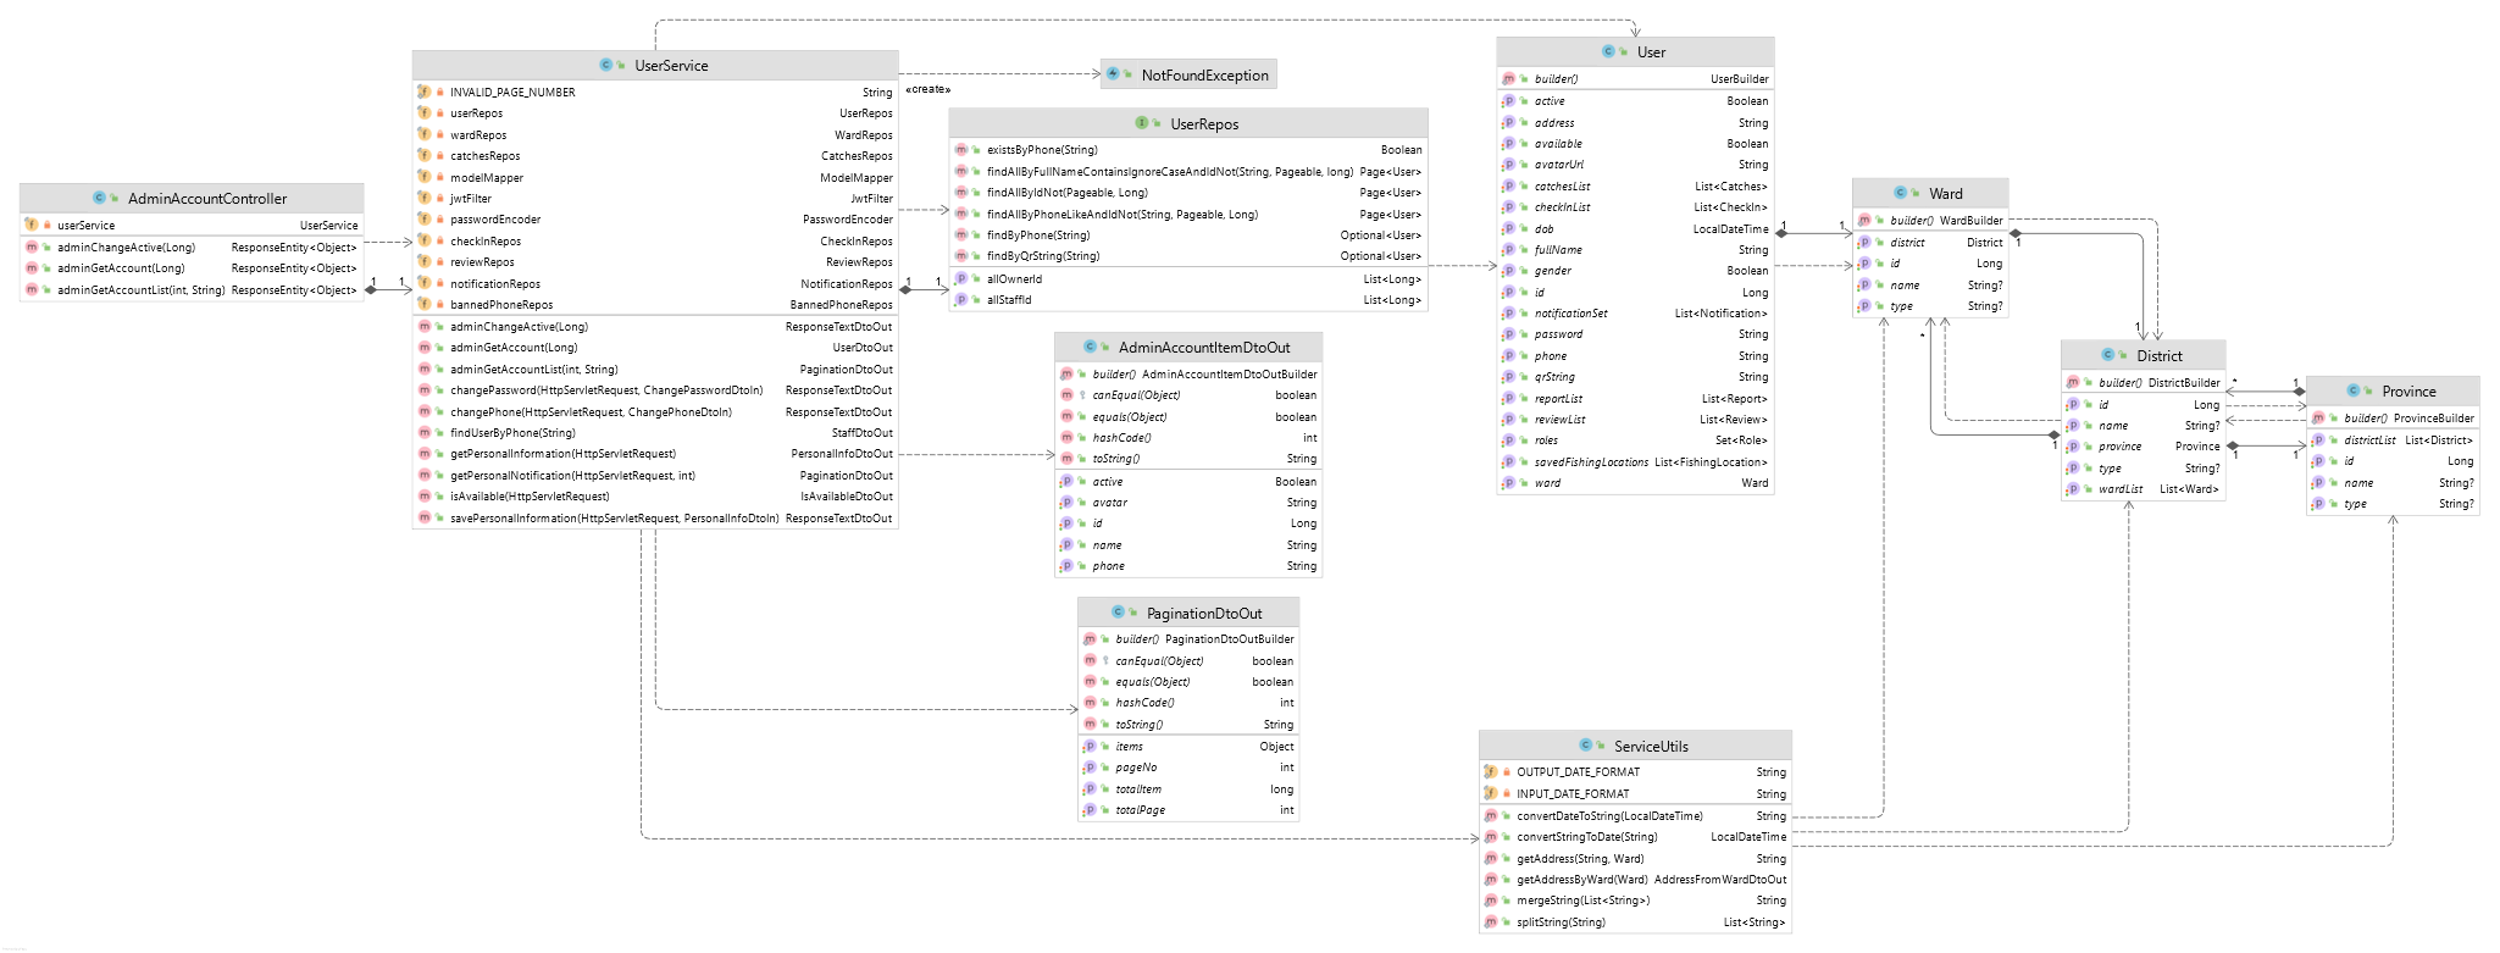 AdminAccountController
userService UserService
adminChangeActive(Long) ResponseEntity<Object>
adminGetAccount(Long) ResponseEntity<Object>
adminGetAccountList(int, String) ResponseEntity<Object>
1 1
UserService
INVALID_PAGE_NUMBER String
userRepos UserRepos
wardRepos WardRepos
catchesRepos CatchesRepos
modelMapper ModelMapper
jwtFilter JwtFilter
passwordEncoder PasswordEncoder
checkInRepos CheckInRepos
reviewRepos ReviewRepos
notificationRepos NotificationRepos
bannedPhoneRepos BannedPhoneRepos
adminChangeActive(Long) ResponseTextDtoOut
adminGetAccount(Long) UserDtoOut
adminGetAccountList(int, String) PaginationDtoOut
changePassword(HttpServletRequest, ChangePasswordDtoIn) ResponseTextDtoOut
changePhone(HttpServletRequest, ChangePhoneDtoIn) ResponseTextDtoOut
findUserByPhone(String) StaffDtoOut
getPersonalInformation(HttpServletRequest) PersonalInfoDtoOut
getPersonalNotification(HttpServletRequest, int) PaginationDtoOut
isAvailable(HttpServletRequest) IsAvailableDtoOut
savePersonalInformation(HttpServletRequest, PersonalInfoDtoIn) ResponseTextDtoOut
«create»
1 1
NotFoundException
UserRepos
existsByPhone(String) Boolean
findAllByFullNameContainsIgnoreCaseAndIdNot(String, Pageable, long) Page<User>
findAllByIdNot(Pageable, Long) Page<User>
findAllByPhoneLikeAndIdNot(String, Pageable, Long) Page<User>
findByPhone(String) Optional<User>
findByQrString(String) Optional<User>
allOwnerId List<Long>
allStaffId List<Long>
AdminAccountItemDtoOut
builder() AdminAccountItemDtoOutBuilder
canEqual(Object) boolean
equals(Object) boolean
hashCode() int
toString() String
active Boolean
avatar String
id Long
name String
phone String
PaginationDtoOut
builder() PaginationDtoOutBuilder
canEqual(Object) boolean
equals(Object) boolean
hashCode() int
toString() String
items Object
pageNo int
totalItem long
totalPage int
User
builder() UserBuilder
active Boolean
address String
available Boolean
avatarUrl String
catchesList List<Catches>
checkInList List<CheckIn>
dob LocalDateTime
fullName String
gender Boolean
id Long
notificationSet List<Notification>
password String
phone String
qrString String
reportList List<Report>
reviewList List<Review>
roles Set<Role>
savedFishingLocations List<FishingLocation>
ward Ward
1 1
ServiceUtils
OUTPUT_DATE_FORMAT String
INPUT_DATE_FORMAT String
convertDateToString(LocalDateTime) String
convertStringToDate(String) LocalDateTime
getAddress(String, Ward) String
getAddressByWard(Ward) AddressFromWardDtoOut
mergeString(List<String>) String
splitString(String) List<String>
Ward
builder() WardBuilder
district District
id Long
name String?
type String?
1
1
*
1
District
builder() DistrictBuilder
id Long
name String?
province Province
type String?
wardList List<Ward>
* 1
1 1
Province
builder() ProvinceBuilder
districtList List<District>
id Long
name String?
type String?